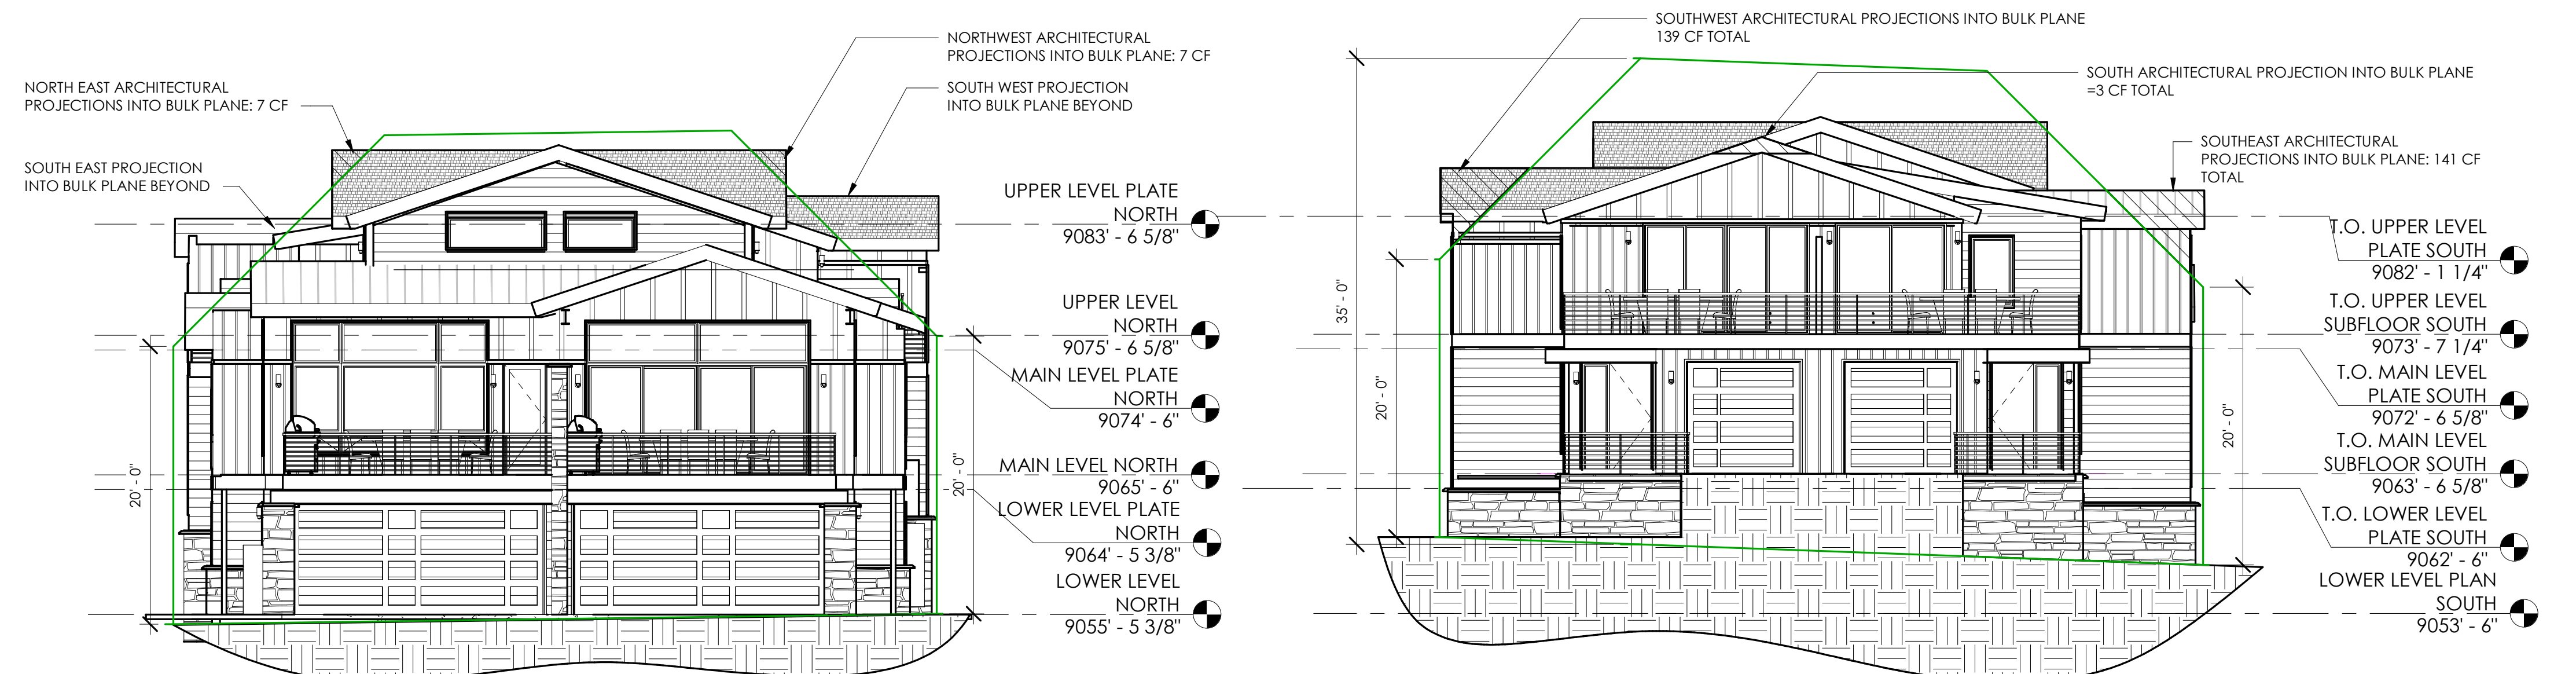 NORTH EAST ARCHITECTURAL
PROJECTIONS INTO BULK PLANE: 7 CF
SOUTH EAST PROJECTION
INTO BULK PLANE BEYOND
NORTHWEST ARCHITECTURAL
PROJECTIONS INTO BULK PLANE: 7 CF
SOUTH WEST PROJECTION
INTO BULK PLANE BEYOND
20' - 0"
20' - 0"
UPPER LEVEL PLATE
NORTH
9083' - 6 5/8"
UPPER LEVEL
NORTH
9075' - 6 5/8"
MAIN LEVEL PLATE
NORTH
9074' - 6"
MAIN LEVEL NORTH
9065' - 6"
LOWER LEVEL PLATE
NORTH
9064' - 5 3/8"
LOWER LEVEL
NORTH
9055' - 5 3/8"
SOUTHWEST ARCHITECTURAL PROJECTIONS INTO BULK PLANE
139 CF TOTAL
SOUTH ARCHITECTURAL PROJECTION INTO BULK PLANE
=3 CF TOTAL
SOUTHEAST ARCHITECTURAL
PROJECTIONS INTO BULK PLANE: 141 CF
TOTAL
35' - 0"
20' - 0"
20' - 0"
T.O. UPPER LEVEL
PLATE SOUTH
9082' - 1 1/4"
T.O. UPPER LEVEL
SUBFLOOR SOUTH
9073' - 7 1/4"
T.O. MAIN LEVEL
PLATE SOUTH
9072' - 6 5/8"
T.O. MAIN LEVEL
SUBFLOOR SOUTH
9063' - 6 5/8"
T.O. LOWER LEVEL
PLATE SOUTH
9062' - 6"
LOWER LEVEL PLAN
SOUTH
9053' - 6"